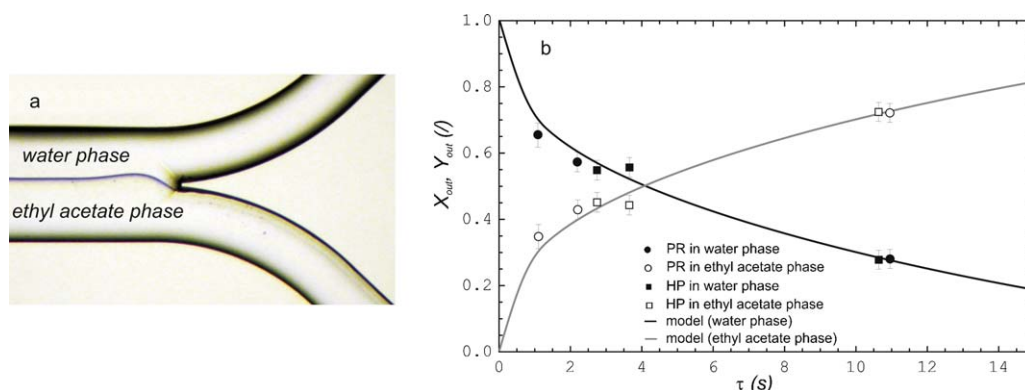 a
water phase
ethyl acetate phase
b
1.0
0.8
0.6
0.4
0.2
0.0
X_out, Y_out (/)
PR in water phase
PR in ethyl acetate phase
HP in water phase
HP in ethyl acetate phase
model (water phase)
model (ethyl acetate phase)
0 2 4 6 8 10 12 14
τ (s)